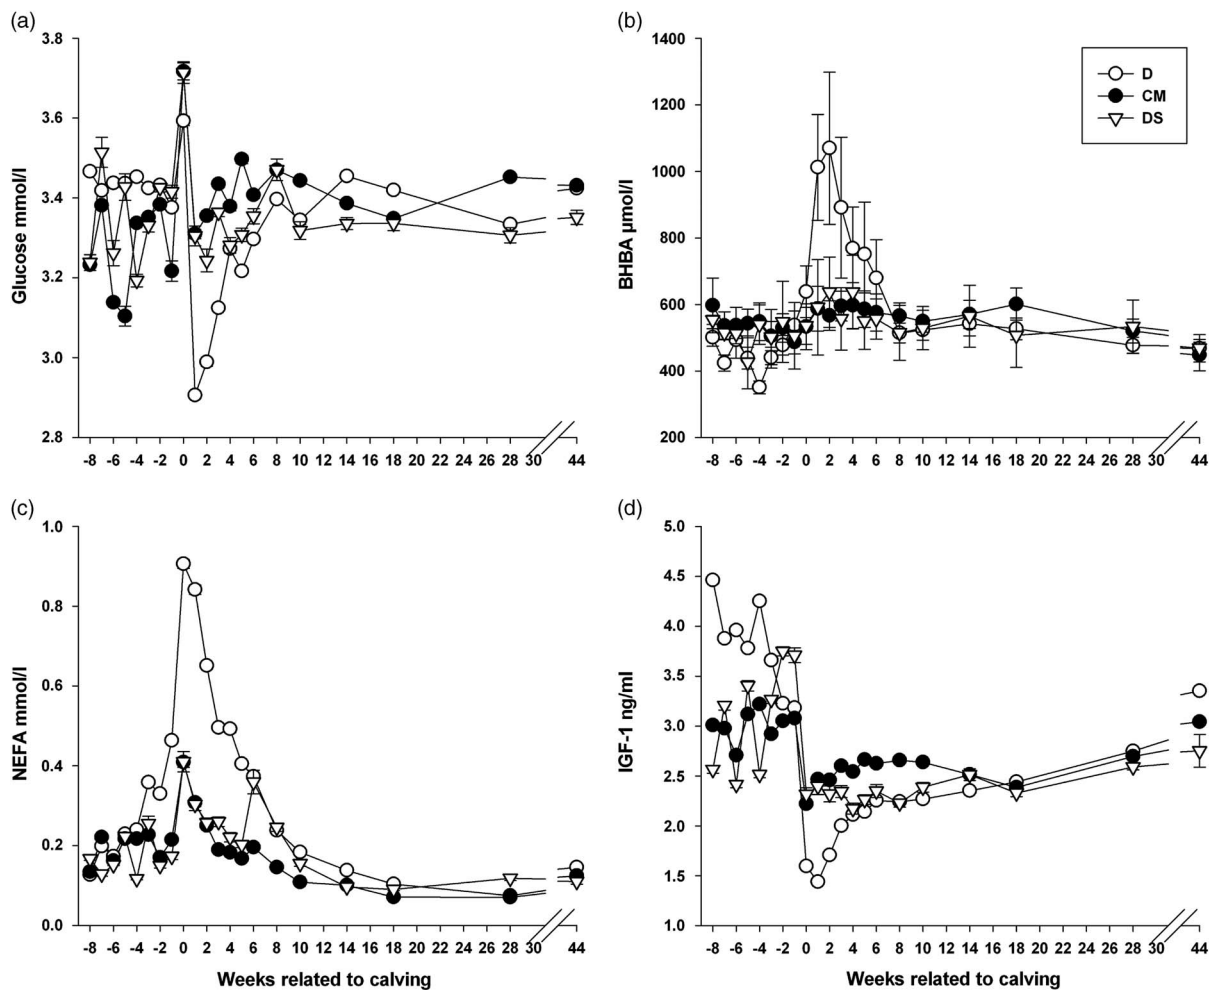 (a)
3.8
3.6
3.4
3.2
3.0
2.8
Glucose mmol/l
-8 -6 -4 -2 0 2 4 6 8 10 12 14 16 18 20 22 24 26 28 30 44
(b)
1400
1200
1000
800
600
400
200
BHBA µmol/l
D
CM
DS
-8 -6 -4 -2 0 2 4 6 8 10 12 14 16 18 20 22 24 26 28 30 44
(c)
1.0
0.8
0.6
0.4
0.2
0.0
NEFA mmol/l
-8 -6 -4 -2 0 2 4 6 8 10 12 14 16 18 20 22 24 26 28 30 44
Weeks related to calving
(d)
5.0
4.5
4.0
3.5
3.0
2.5
2.0
1.5
1.0
IGF-1 ng/ml
-8 -6 -4 -2 0 2 4 6 8 10 12 14 16 18 20 22 24 26 28 30 44
Weeks related to calving